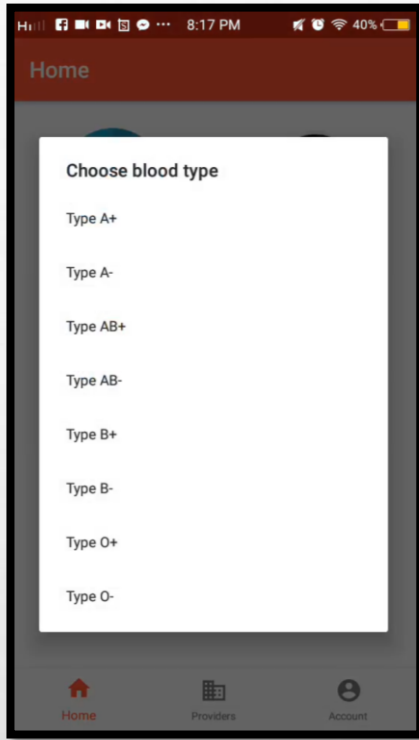 H 8:17 PM 40%
Home
Choose blood type
Type A+
Type A-
Type AB+
Type AB-
Type B+
Type B-
Type O+
Type O-
Home Providers Account